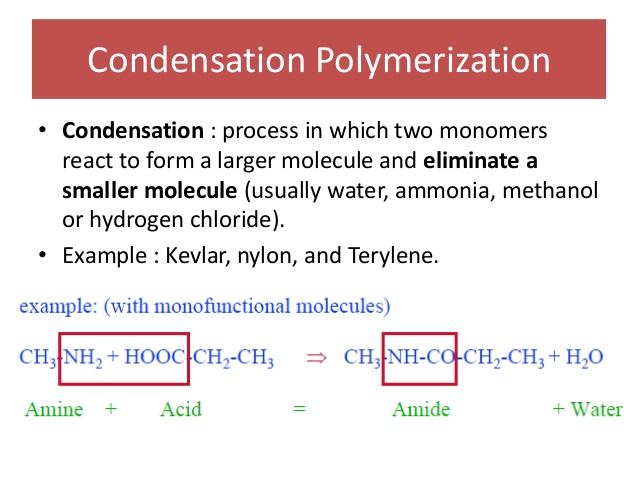 Condensation Polymerization
• Condensation : process in which two monomers
react to form a larger molecule and eliminate a
smaller molecule (usually water, ammonia, methanol
or hydrogen chloride).
• Example : Kevlar, nylon, and Terylene.
example: (with monofunctional molecules)
CH₃-NH₂ + HOOC-CH₂-CH₃ ⇒ CH₃-NH-CO-CH₂-CH₃ + H₂O
Amine + Acid = Amide + Water